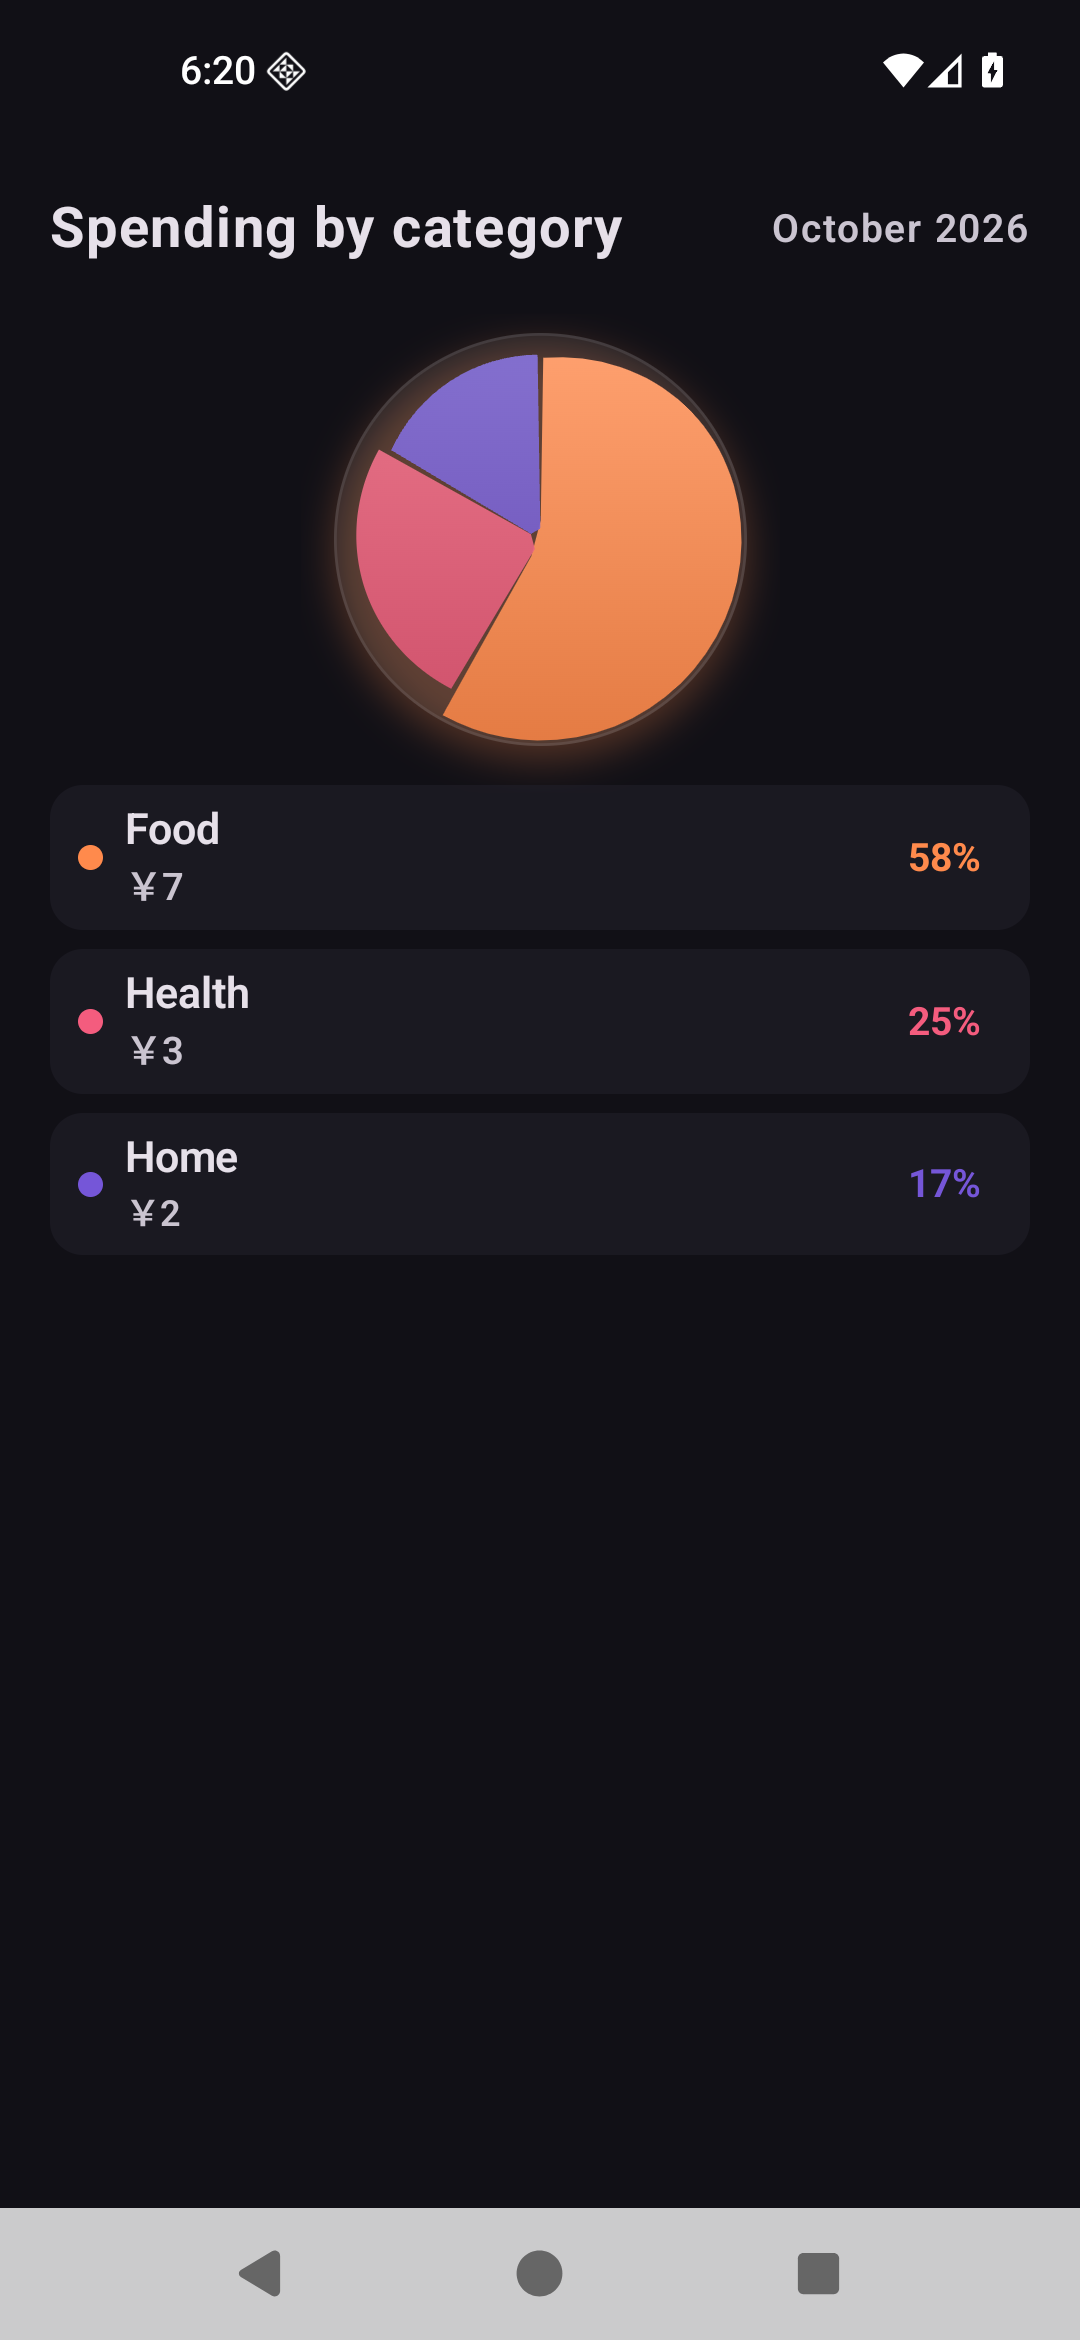 6:20
Spending by category
October 2026
Food
¥7
58%
Health
¥3
25%
Home
¥2
17%